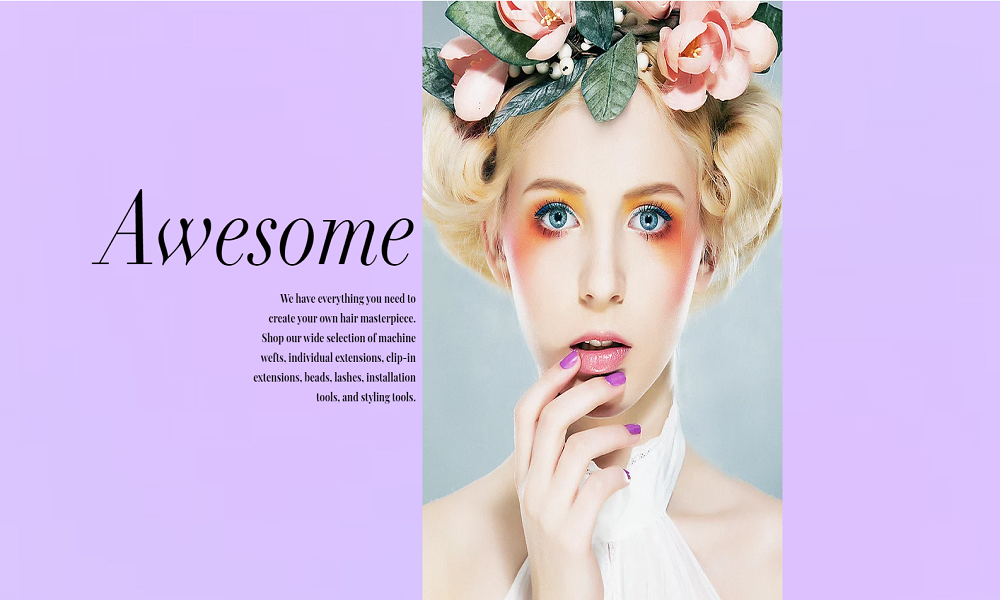 Awesome
We have everything you need to
create your own hair masterpiece.
Shop our wide selection of machine
wefts, individual extensions, clip-in
extensions, beads, lashes, installation
tools, and styling tools.